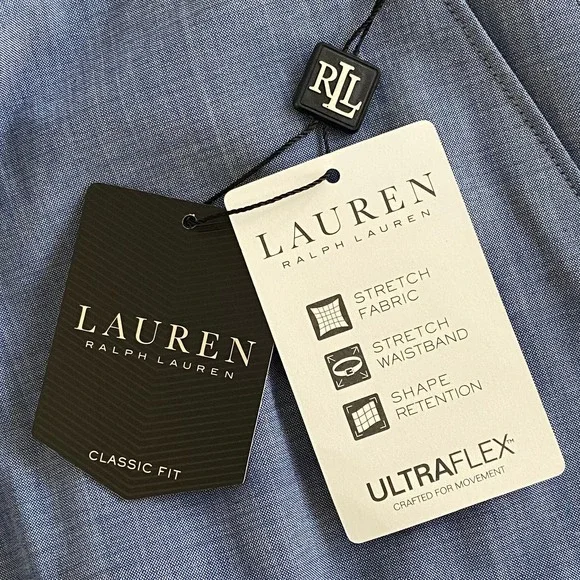 RLL
LAUREN
RALPH LAUREN
CLASSIC FIT
LAUREN
RALPH LAUREN
STRETCH
FABRIC
STRETCH
WAISTBAND
SHAPE
RETENTION
ULTRAFLEX™
CRAFTED FOR MOVEMENT